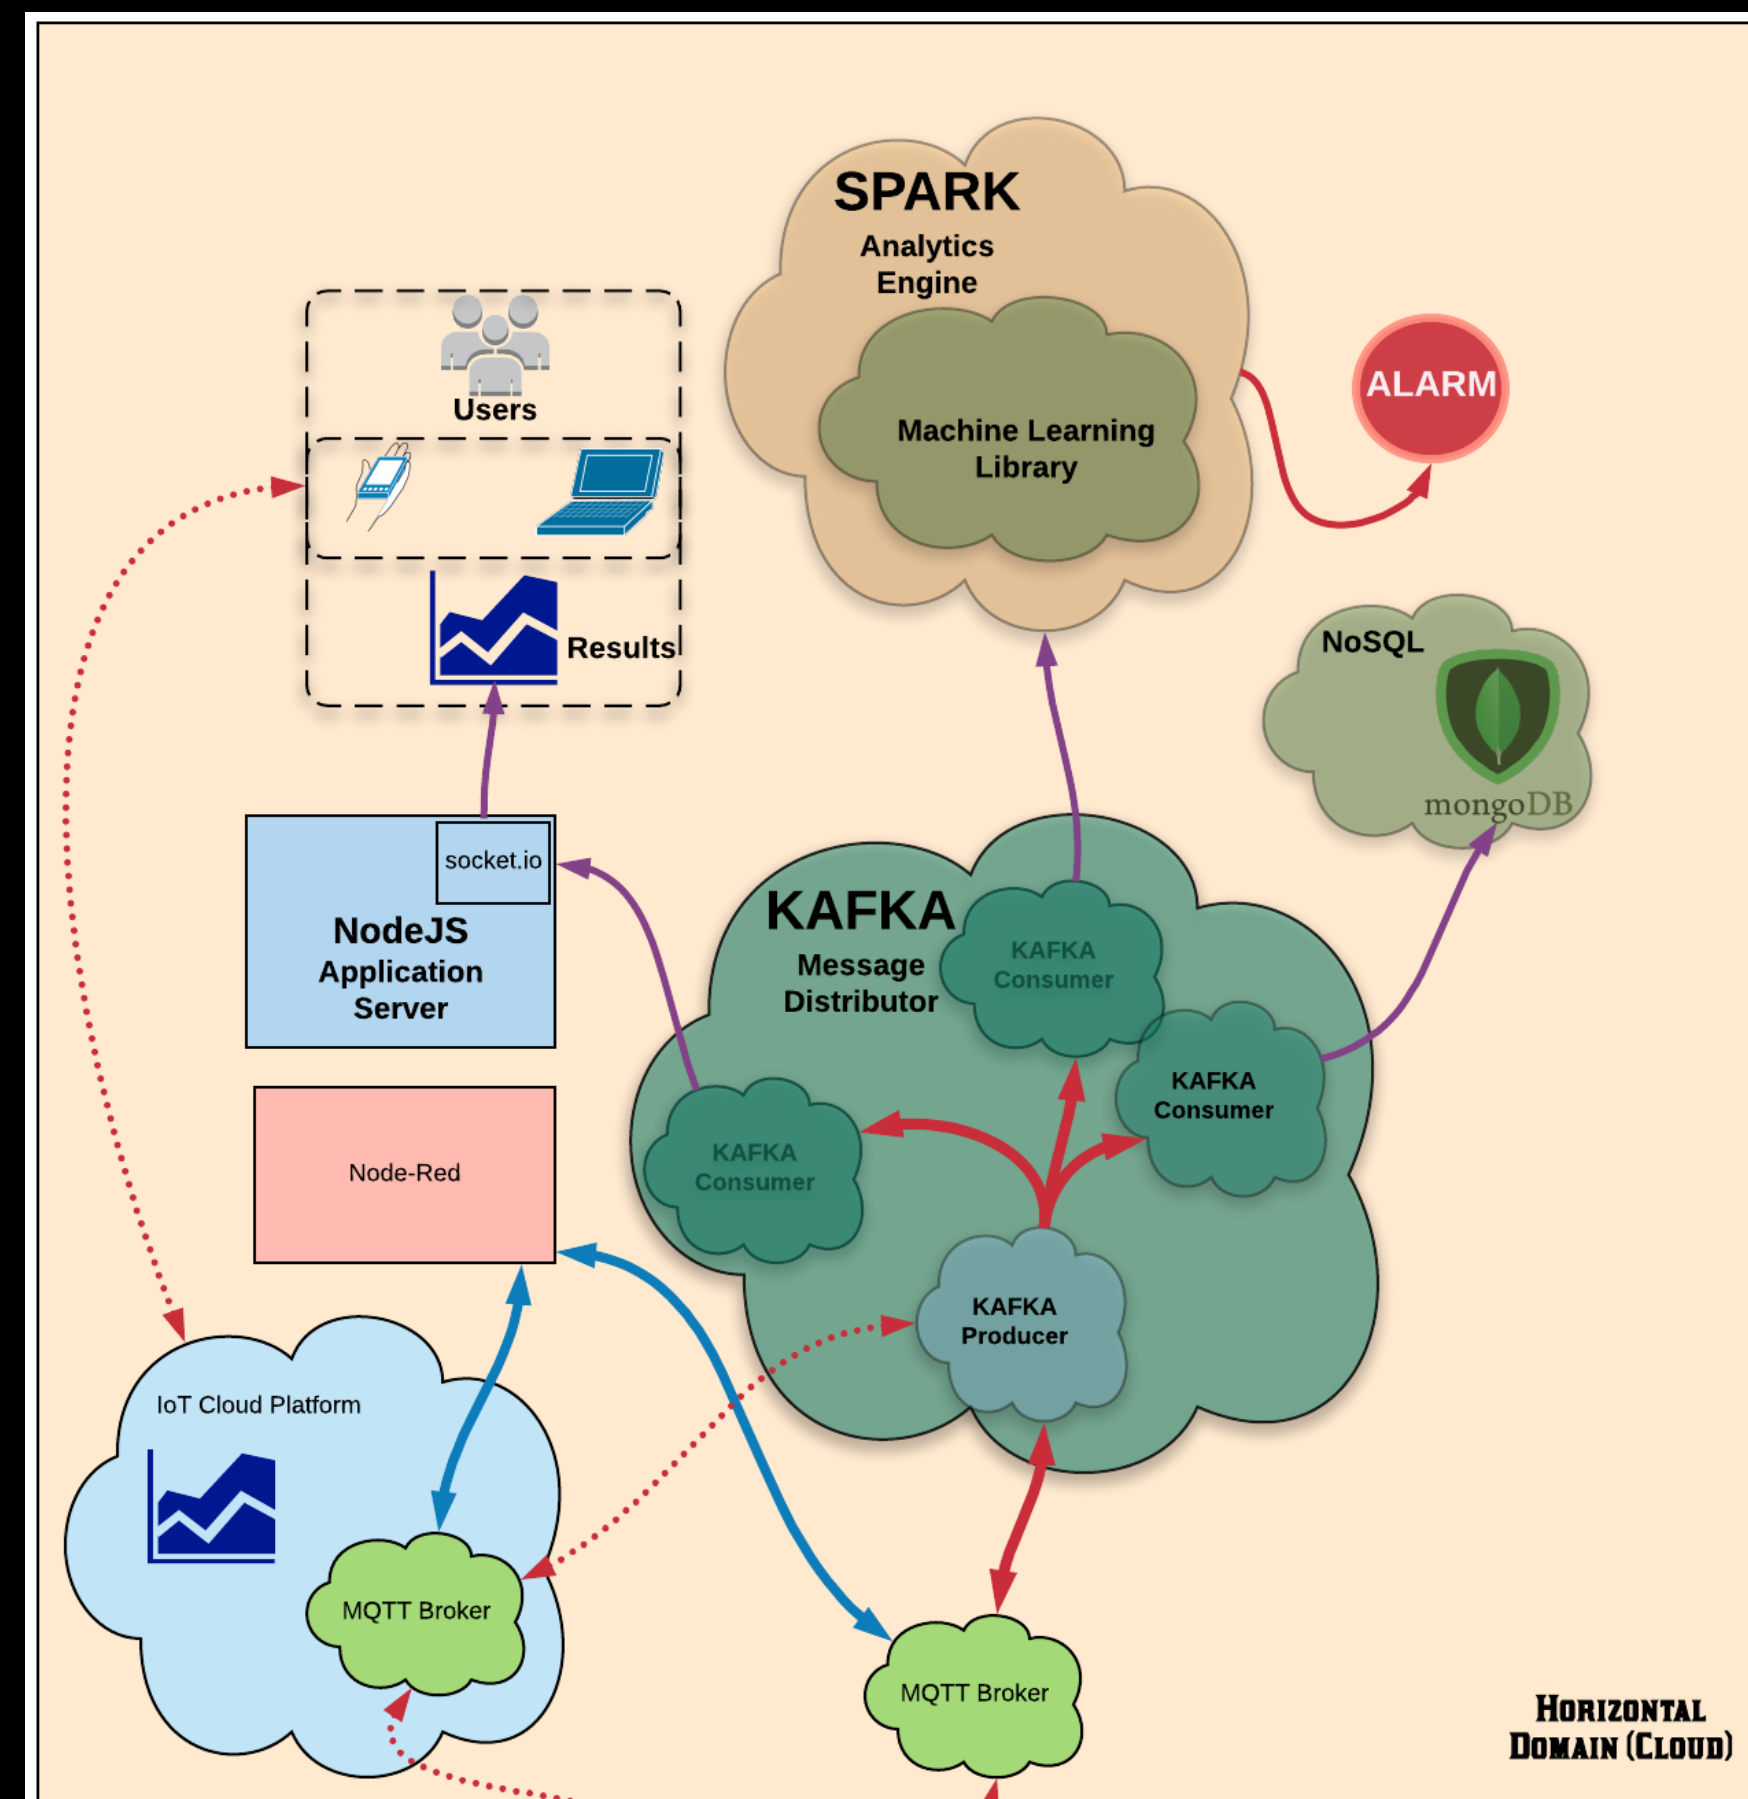 SPARK
Analytics
Engine
Machine Learning
Library
ALARM
Users
Results
NoSQL
mongoDB
socket.io
NodeJS
Application
Server
KAFKA
Message
Distributor
KAFKA
Consumer
KAFKA
Consumer
KAFKA
Consumer
Node-Red
KAFKA
Producer
IoT Cloud Platform
MQTT Broker
MQTT Broker
Horizontal
Domain (Cloud)